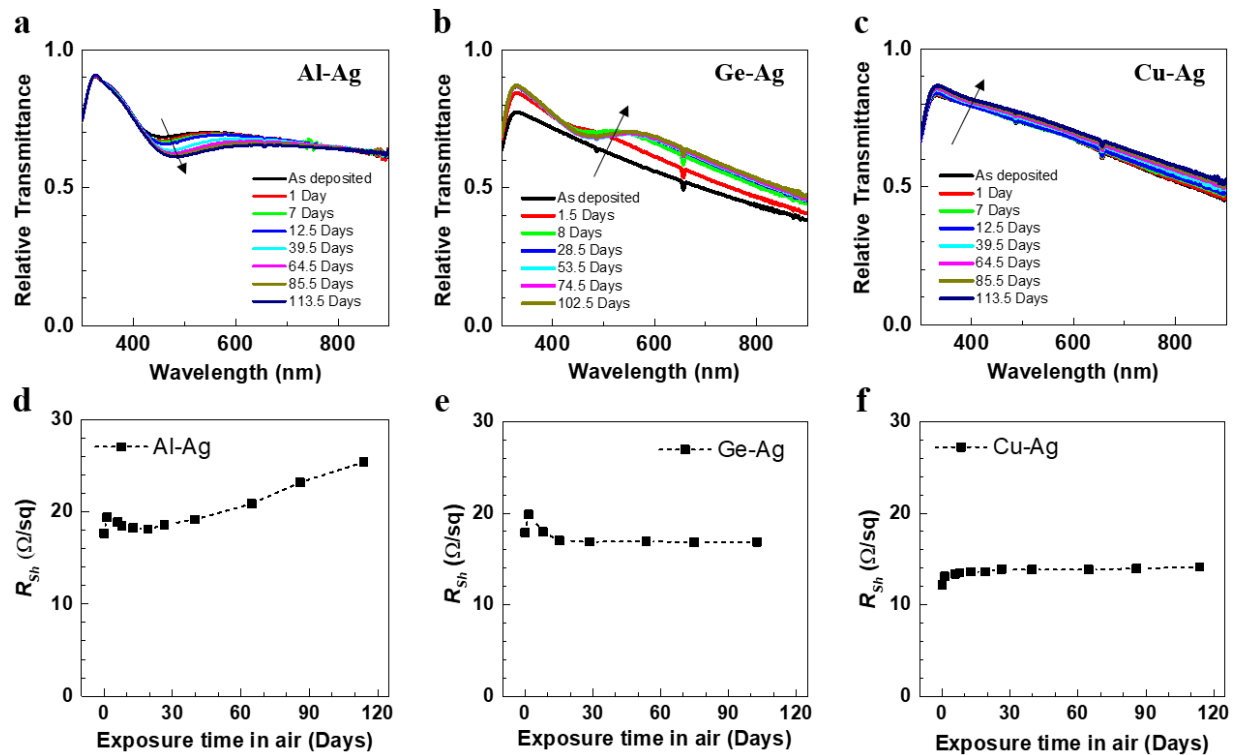 a
1.0
0.5
0.0
Relative Transmittance
Al-Ag
As deposited
1 Day
7 Days
12.5 Days
39.5 Days
64.5 Days
85.5 Days
113.5 Days
400 600 800
Wavelength (nm)
b
1.0
0.5
0.0
Relative Transmittance
Ge-Ag
As deposited
1.5 Days
8 Days
28.5 Days
53.5 Days
74.5 Days
102.5 Days
400 600 800
Wavelength (nm)
c
1.0
0.5
0.0
Relative Transmittance
Cu-Ag
As deposited
1 Day
7 Days
12.5 Days
39.5 Days
64.5 Days
85.5 Days
113.5 Days
400 600 800
Wavelength (nm)
d
30
20
10
0
R_Sh (Ω/sq)
Al-Ag
0 30 60 90 120
Exposure time in air (Days)
e
30
20
10
0
R_Sh (Ω/sq)
Ge-Ag
0 30 60 90 120
Exposure time in air (Days)
f
30
20
10
0
R_Sh (Ω/sq)
Cu-Ag
0 30 60 90 120
Exposure time in air (Days)